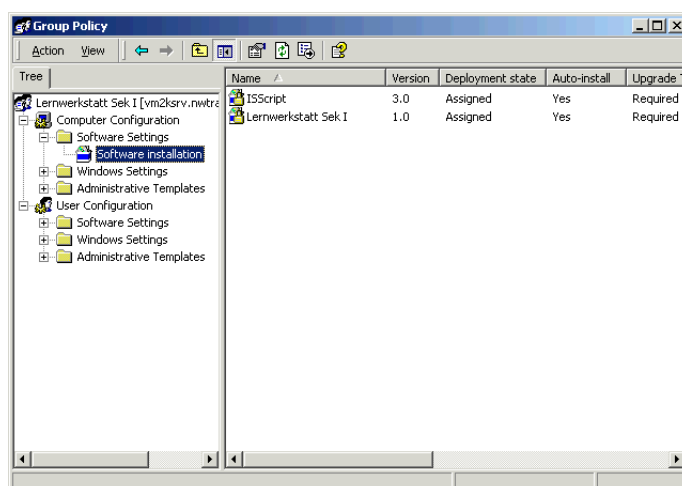 Group Policy
Action View
Tree
Name Version Deployment state Auto-install Upgrade
Lernwerkstatt Sek I [vm2ksrv.nwtra
ISScript 3.0 Assigned Yes Required
Computer Configuration
Lernwerkstatt Sek I 1.0 Assigned Yes Required
Software Settings
Software installation
Windows Settings
Administrative Templates
User Configuration
Software Settings
Windows Settings
Administrative Templates